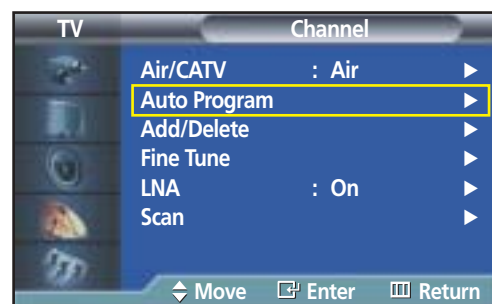 TV Channel
Air/CATV : Air
Auto Program
Add/Delete
Fine Tune
LNA : On
Scan
Move Enter Return